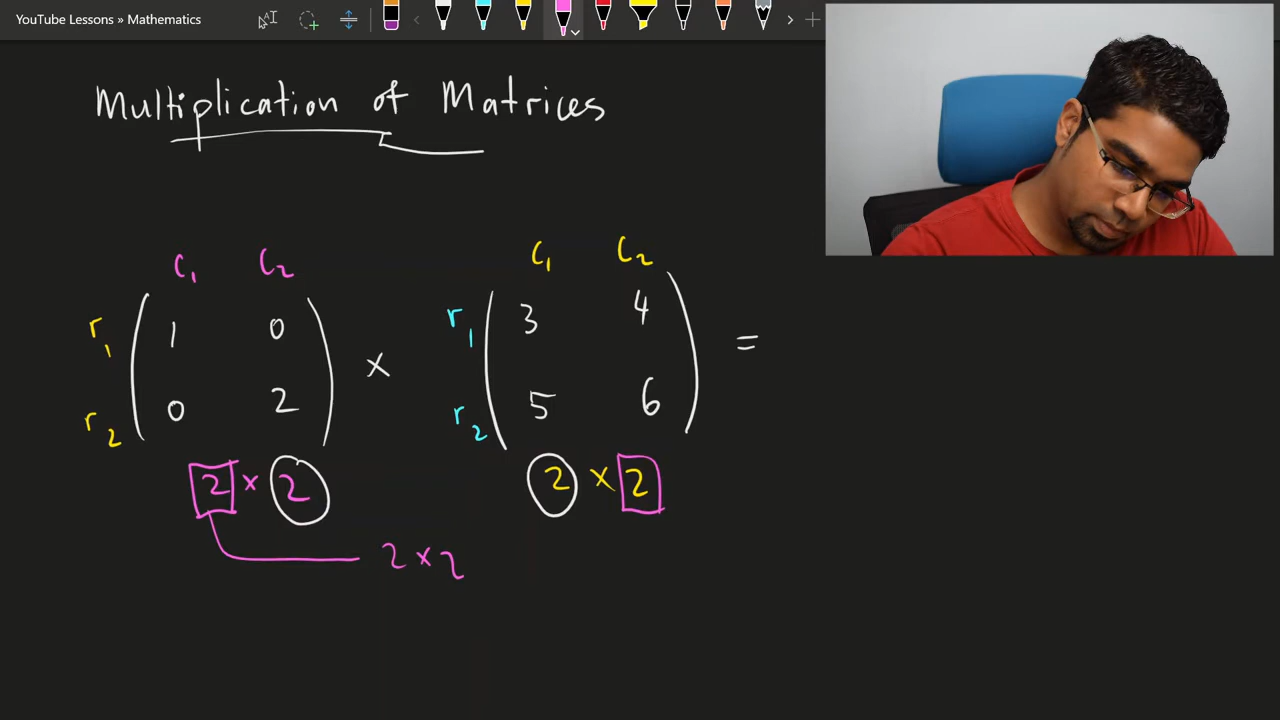 YouTube Lessons » Mathematics
Multiplication of Matrices
C1 C2 C1 C2
r1 1 0 r1 3 4
× =
r2 0 2 r2 5 6
2 × 2 2 × 2
2 × 2